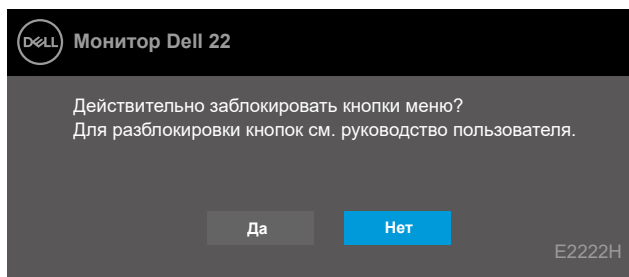 DELL Монитор Dell 22
Действительно заблокировать кнопки меню?
Для разблокировки кнопок см. руководство пользователя.
Да Нет
E2222H